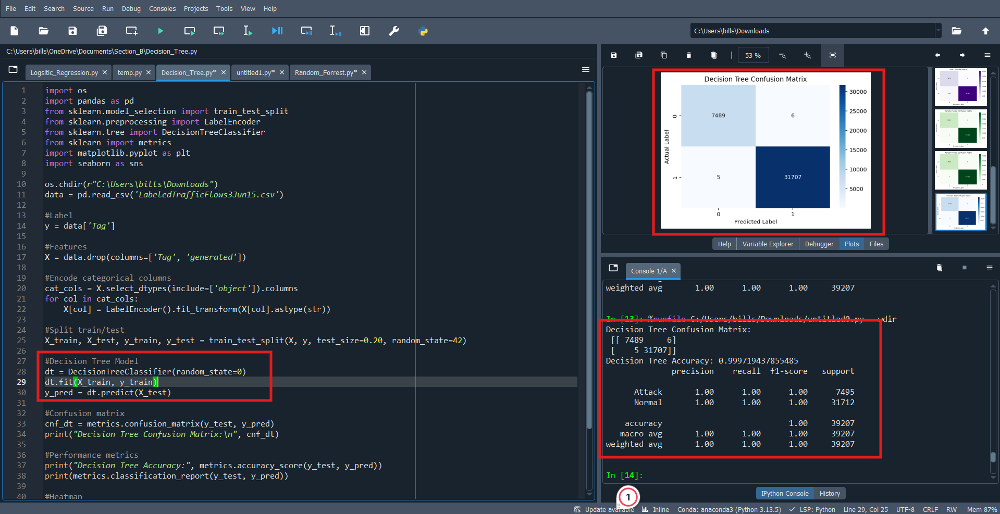 File Edit Search Source Run Debug Consoles Projects Tools View Help
C:\Users\bills\Downloads
C:\Users\bills\OneDrive\Documents\Section_B\Decision_Tree.py
Logsitic_Regression.py temp.py Decision_Tree.py* untitled1.py* Random_Forrest.py*
1 import os
2 import pandas as pd
3 from sklearn.model_selection import train_test_split
4 from sklearn.preprocessing import LabelEncoder
5 from sklearn.tree import DecisionTreeClassifier
6 from sklearn import metrics
7 import matplotlib.pyplot as plt
8 import seaborn as sns
9
10 os.chdir(r"C:\Users\bills\Downloads")
11 data = pd.read_csv('LabeledTrafficFlows3Jun15.csv')
12
13 #Label
14 y = data['Tag']
15
16 #Features
17 X = data.drop(columns=['Tag', 'generated'])
18
19 #Encode categorical columns
20 cat_cols = X.select_dtypes(include=['object']).columns
21 for col in cat_cols:
22 X[col] = LabelEncoder().fit_transform(X[col].astype(str))
23
24 #Split train/test
25 X_train, X_test, y_train, y_test = train_test_split(X, y, test_size=0.20, random_state=42)
26
27 #Decision Tree Model
28 dt = DecisionTreeClassifier(random_state=0)
29 dt.fit(X_train, y_train)
30 y_pred = dt.predict(X_test)
31
32 #Confusion matrix
33 cnf_dt = metrics.confusion_matrix(y_test, y_pred)
34 print("Decision Tree Confusion Matrix:\n", cnf_dt)
35
36 #Performance metrics
37 print("Decision Tree Accuracy:", metrics.accuracy_score(y_test, y_pred))
38 print(metrics.classification_report(y_test, y_pred))
39
40 #Heatmap
53 %
Decision Tree Confusion Matrix
Actual Label
0
7489 6
1
5 31707
0 1
Predicted Label
30000
25000
20000
15000
10000
5000
Help Variable Explorer Debugger Plots Files
Console 1/A
weighted avg 1.00 1.00 1.00 39207
In [13]: %runfile C:/Users/bills/Downloads/untitled0.py --wdir
Decision Tree Confusion Matrix:
[[ 7489 6]
[ 5 31707]]
Decision Tree Accuracy: 0.999719437855485
precision recall f1-score support
Attack 1.00 1.00 1.00 7495
Normal 1.00 1.00 1.00 31712
accuracy 1.00 39207
macro avg 1.00 1.00 1.00 39207
weighted avg 1.00 1.00 1.00 39207
In [14]:
IPython Console History
1
Update available Inline Conda: anaconda3 (Python 3.13.5) LSP: Python Line 29, Col 25 UTF-8 CRLF RW Mem 87%